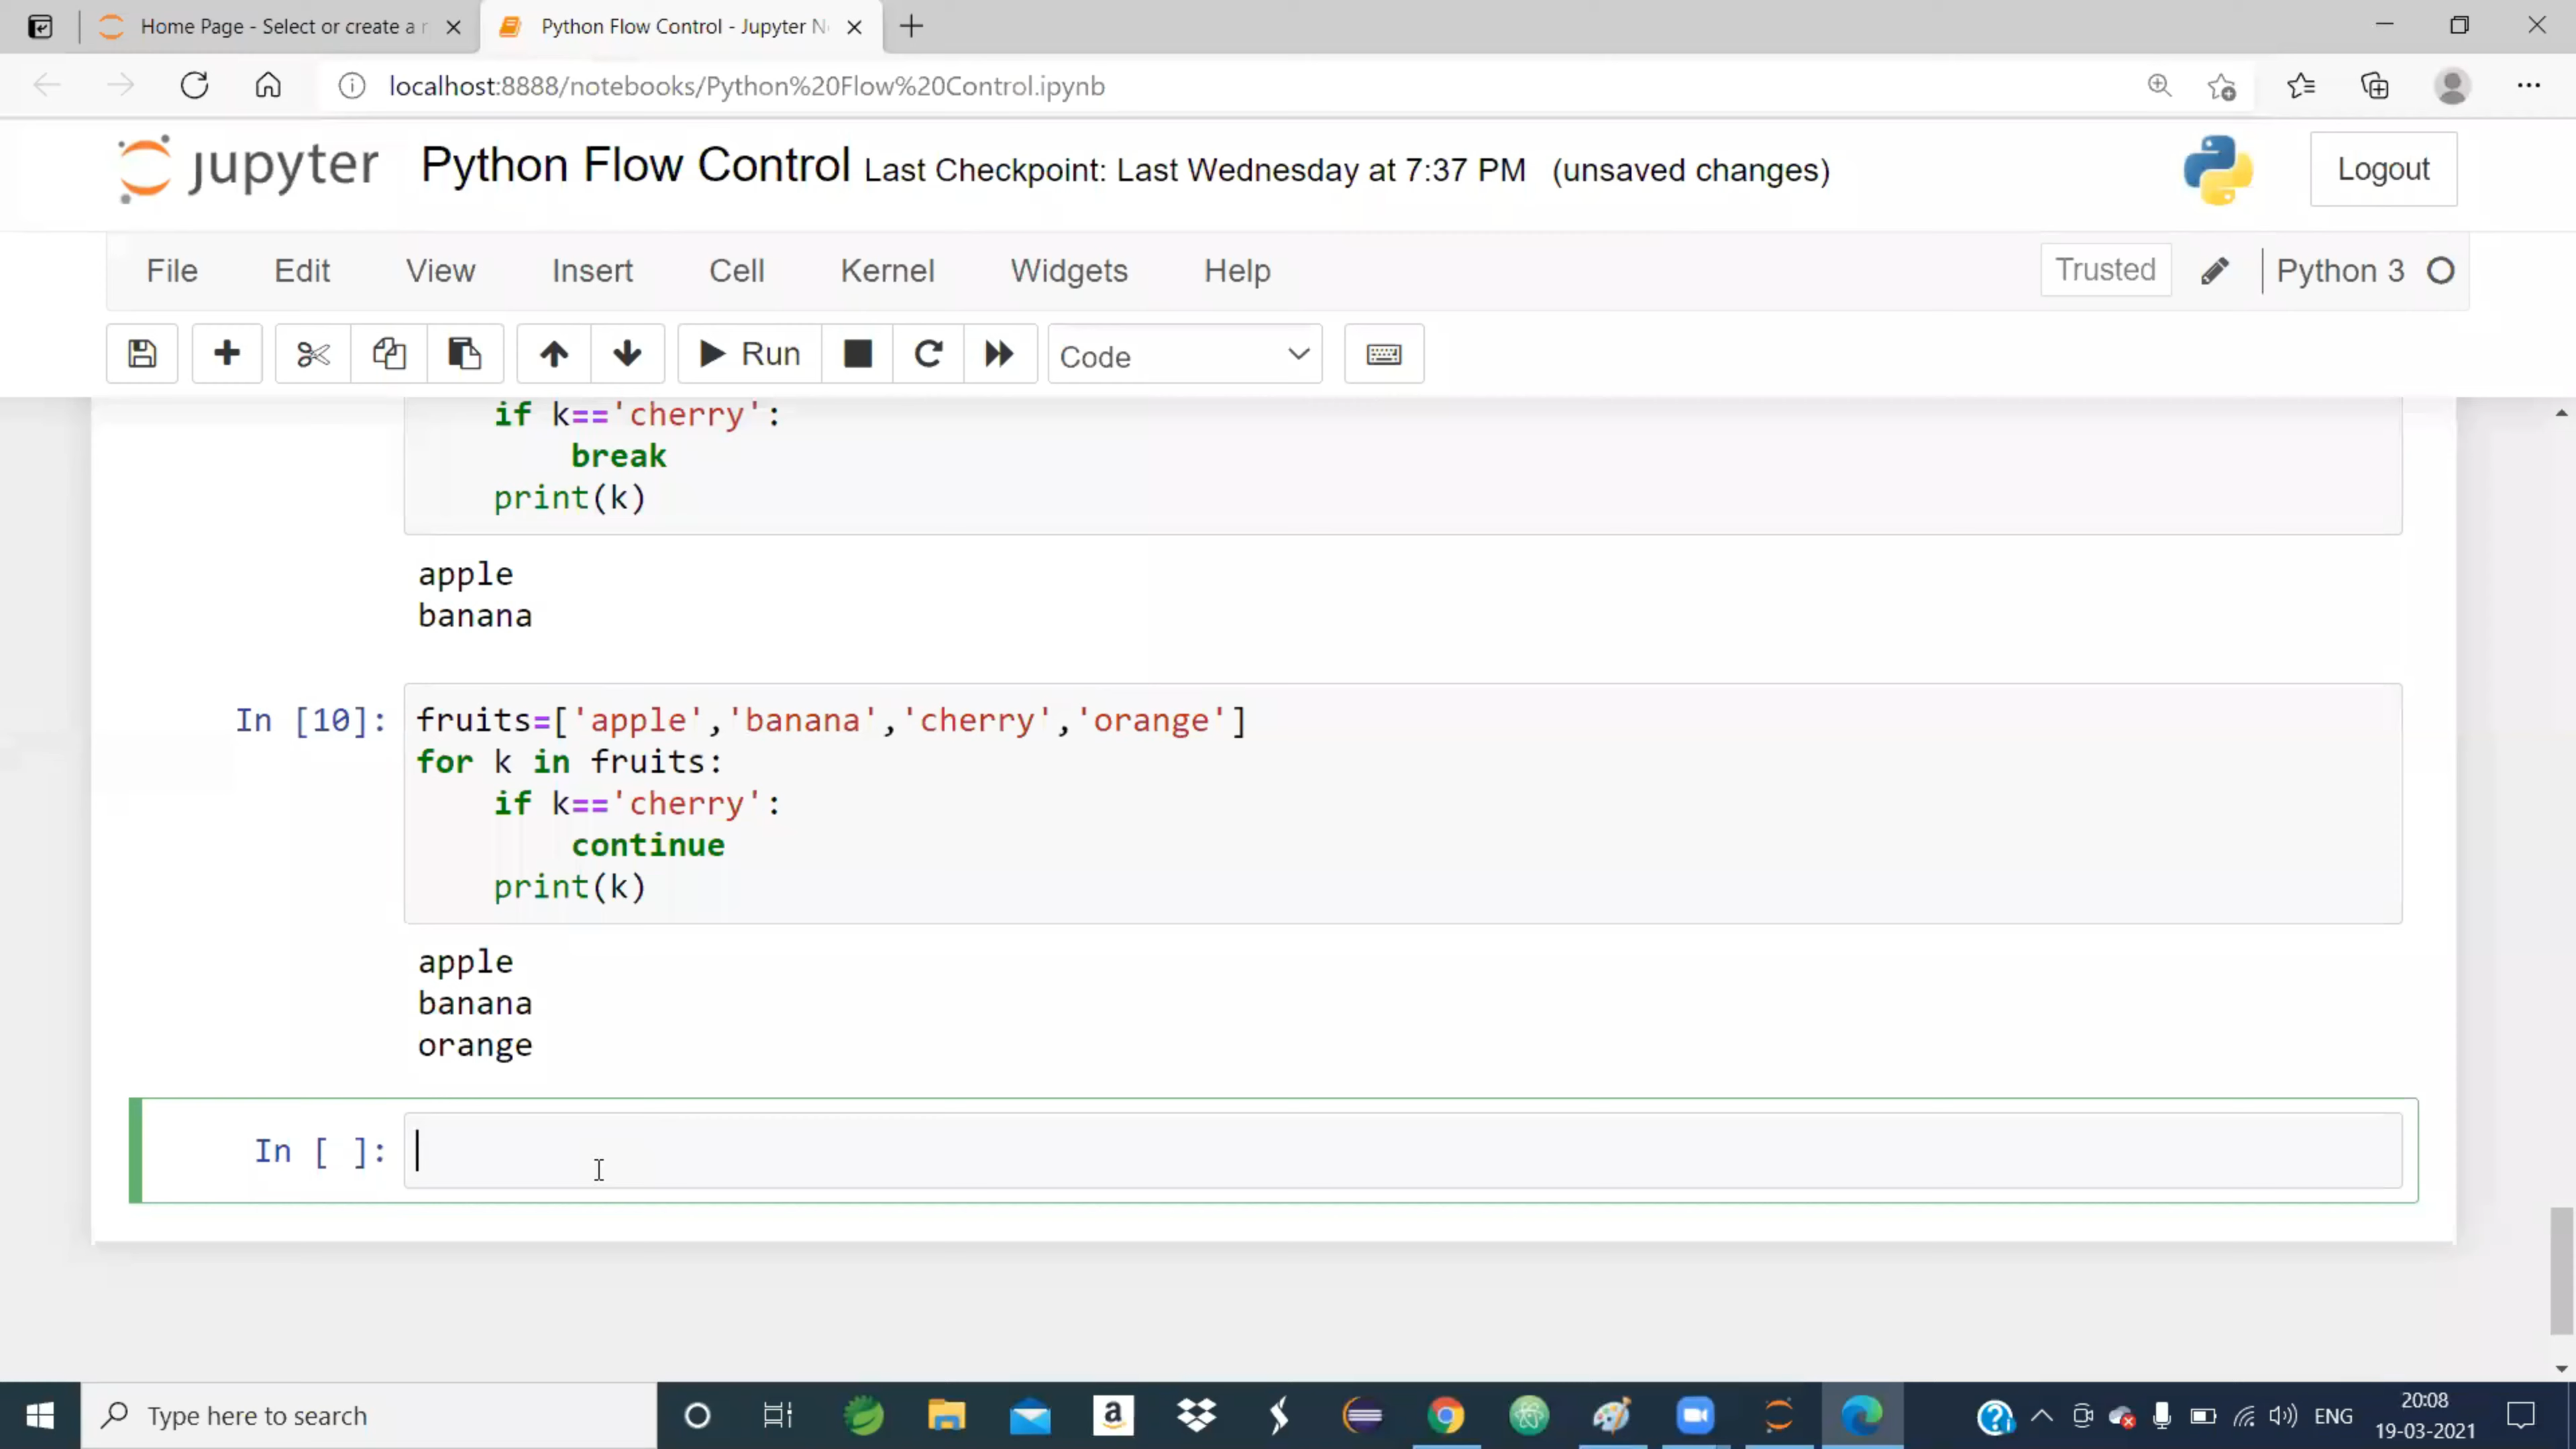 Home Page - Select or create a n
Python Flow Control - Jupyter N
localhost:8888/notebooks/Python%20Flow%20Control.ipynb
jupyter Python Flow Control Last Checkpoint: Last Wednesday at 7:37 PM (unsaved changes)
Logout
File Edit View Insert Cell Kernel Widgets Help
Trusted
Python 3
Run
Code
if k=='cherry':
break
print(k)
apple
banana
In [10]:
fruits=['apple','banana','cherry','orange']
for k in fruits:
if k=='cherry':
continue
print(k)
apple
banana
orange
In [ ]:
Type here to search
a
ENG
20:08
19-03-2021